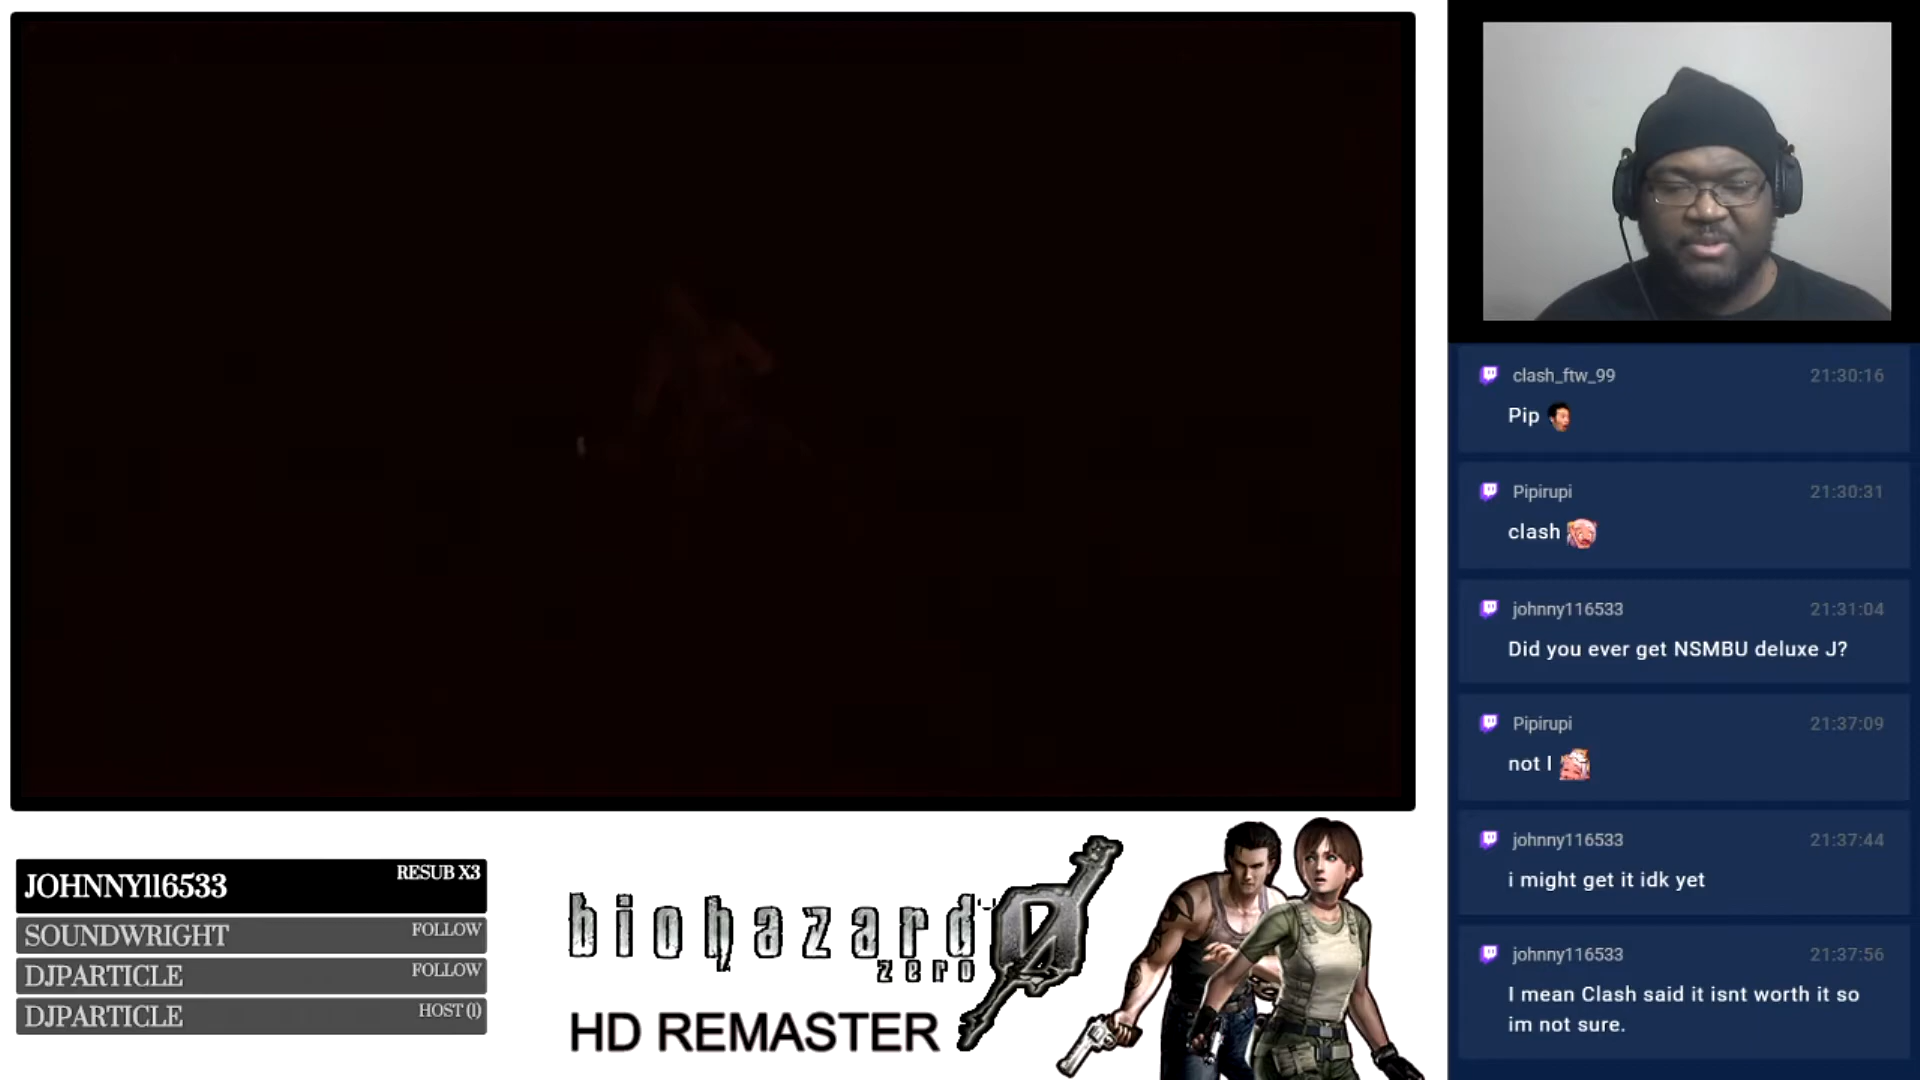 clash_ftw_99 21:30:16
Pip
Pipirupi 21:30:31
clash
johnny116533 21:31:04
Did you ever get NSMBU deluxe J?
Pipirupi 21:37:09
not I
johnny116533 21:37:44
i might get it idk yet
johnny116533 21:37:56
I mean Clash said it isnt worth it so
im not sure.
JOHNNY116533 RESUB X3
SOUNDWRIGHT FOLLOW
DJPARTICLE FOLLOW
DJPARTICLE HOST (1)
biohazard 0
zero
HD REMASTER